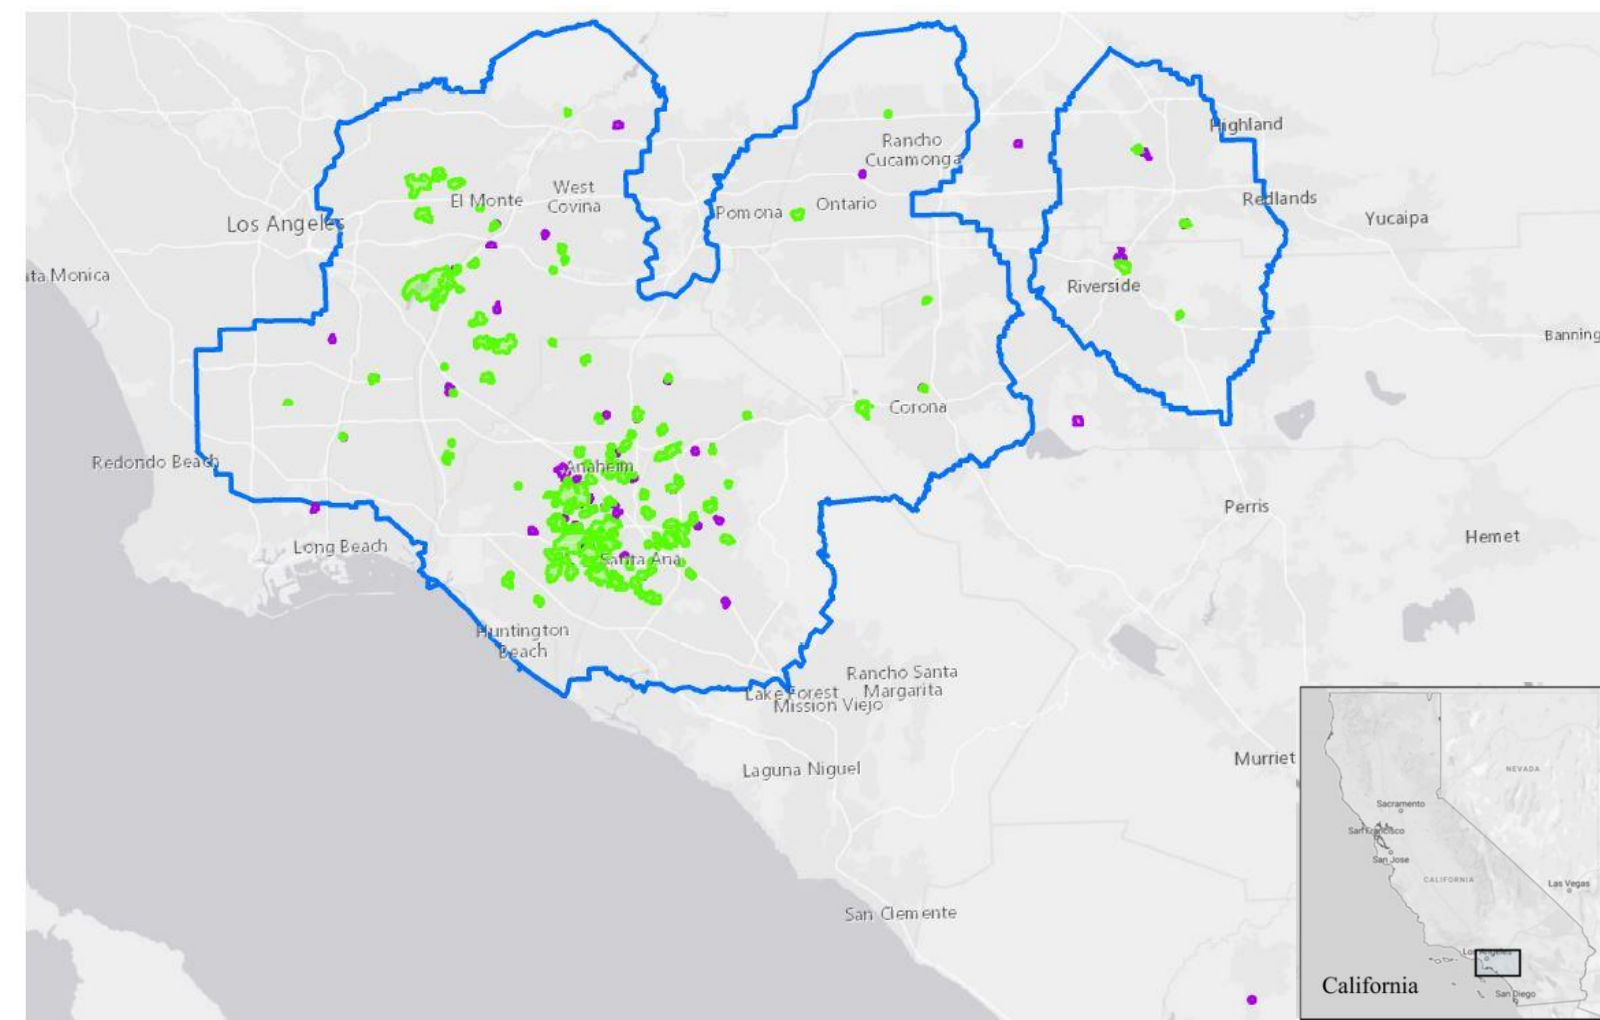 Highland
Rancho
Cucamonga
El Monte
West
Covina
Redlands
Pomona
Ontario
Yucaipa
Los Angeles
ta Monica
Riverside
Banning
Corona
Redondo Beach
Anaheim
Perris
Hemet
Long Beach
Santa Ana
Huntington
Beach
Rancho Santa
Margarita
Lake Forest
Mission Viejo
Laguna Niguel
Murriet
San Clemente
NEVADA
Sacramento
San Francisco
San Jose
CALIFORNIA
Las Vegas
Los Angeles
San Diego
California